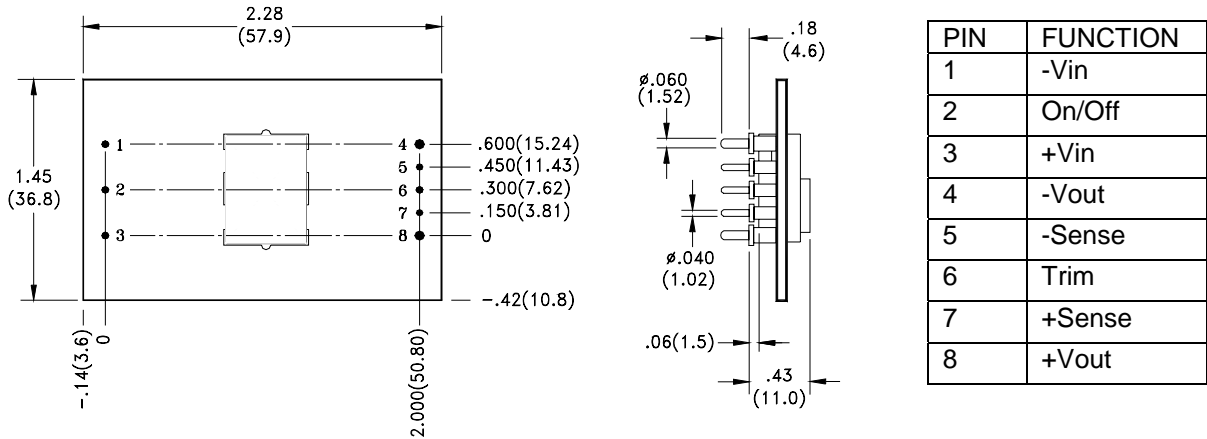 2.28
(57.9)
1.45
(36.8)
1
2
3
4
5
6
7
8
.600(15.24)
.450(11.43)
.300(7.62)
.150(3.81)
0
-.42(10.8)
-.14(3.6)
0
2.000(50.80)
.18
(4.6)
ø.060
(1.52)
ø.040
(1.02)
.06(1.5)
.43
(11.0)
PIN FUNCTION
1 -Vin
2 On/Off
3 +Vin
4 -Vout
5 -Sense
6 Trim
7 +Sense
8 +Vout